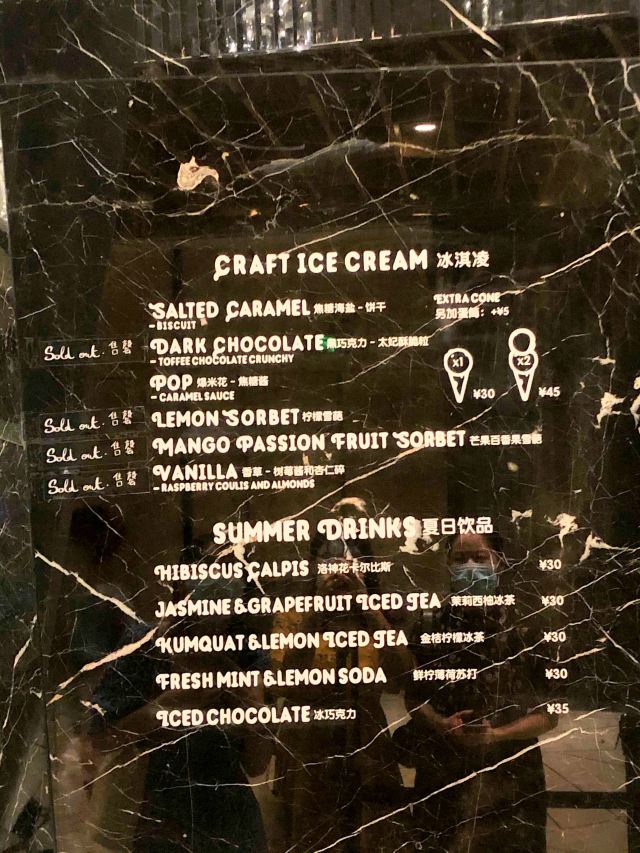 CRAFT ICE CREAM 冰淇凌
SALTED CARAMEL 焦糖海盐 - 饼干
- BISCUIT
EXTRA CONE
另加蛋筒：+¥5
Sold out. 售罄
DARK CHOCOLATE 黑巧克力 - 太妃酥脆粒
- TOFFEE CHOCOLATE CRUNCHY
x1 ¥30
x2 ¥45
POP 爆米花 - 焦糖酱
- CARAMEL SAUCE
Sold out. 售罄
LEMON SORBET 柠檬雪葩
Sold out. 售罄
MANGO PASSION FRUIT SORBET 芒果百香果雪葩
Sold out. 售罄
VANILLA 香草 - 树莓酱和杏仁碎
- RASPBERRY COULIS AND ALMONDS
SUMMER DRINKS 夏日饮品
HIBISCUS CALPIS 洛神花卡尔比斯 ¥30
JASMINE & GRAPEFRUIT ICED TEA 茉莉西柚冰茶 ¥30
KUMQUAT & LEMON ICED TEA 金桔柠檬冰茶 ¥30
FRESH MINT & LEMON SODA 鲜柠薄荷苏打 ¥30
ICED CHOCOLATE 冰巧克力 ¥35